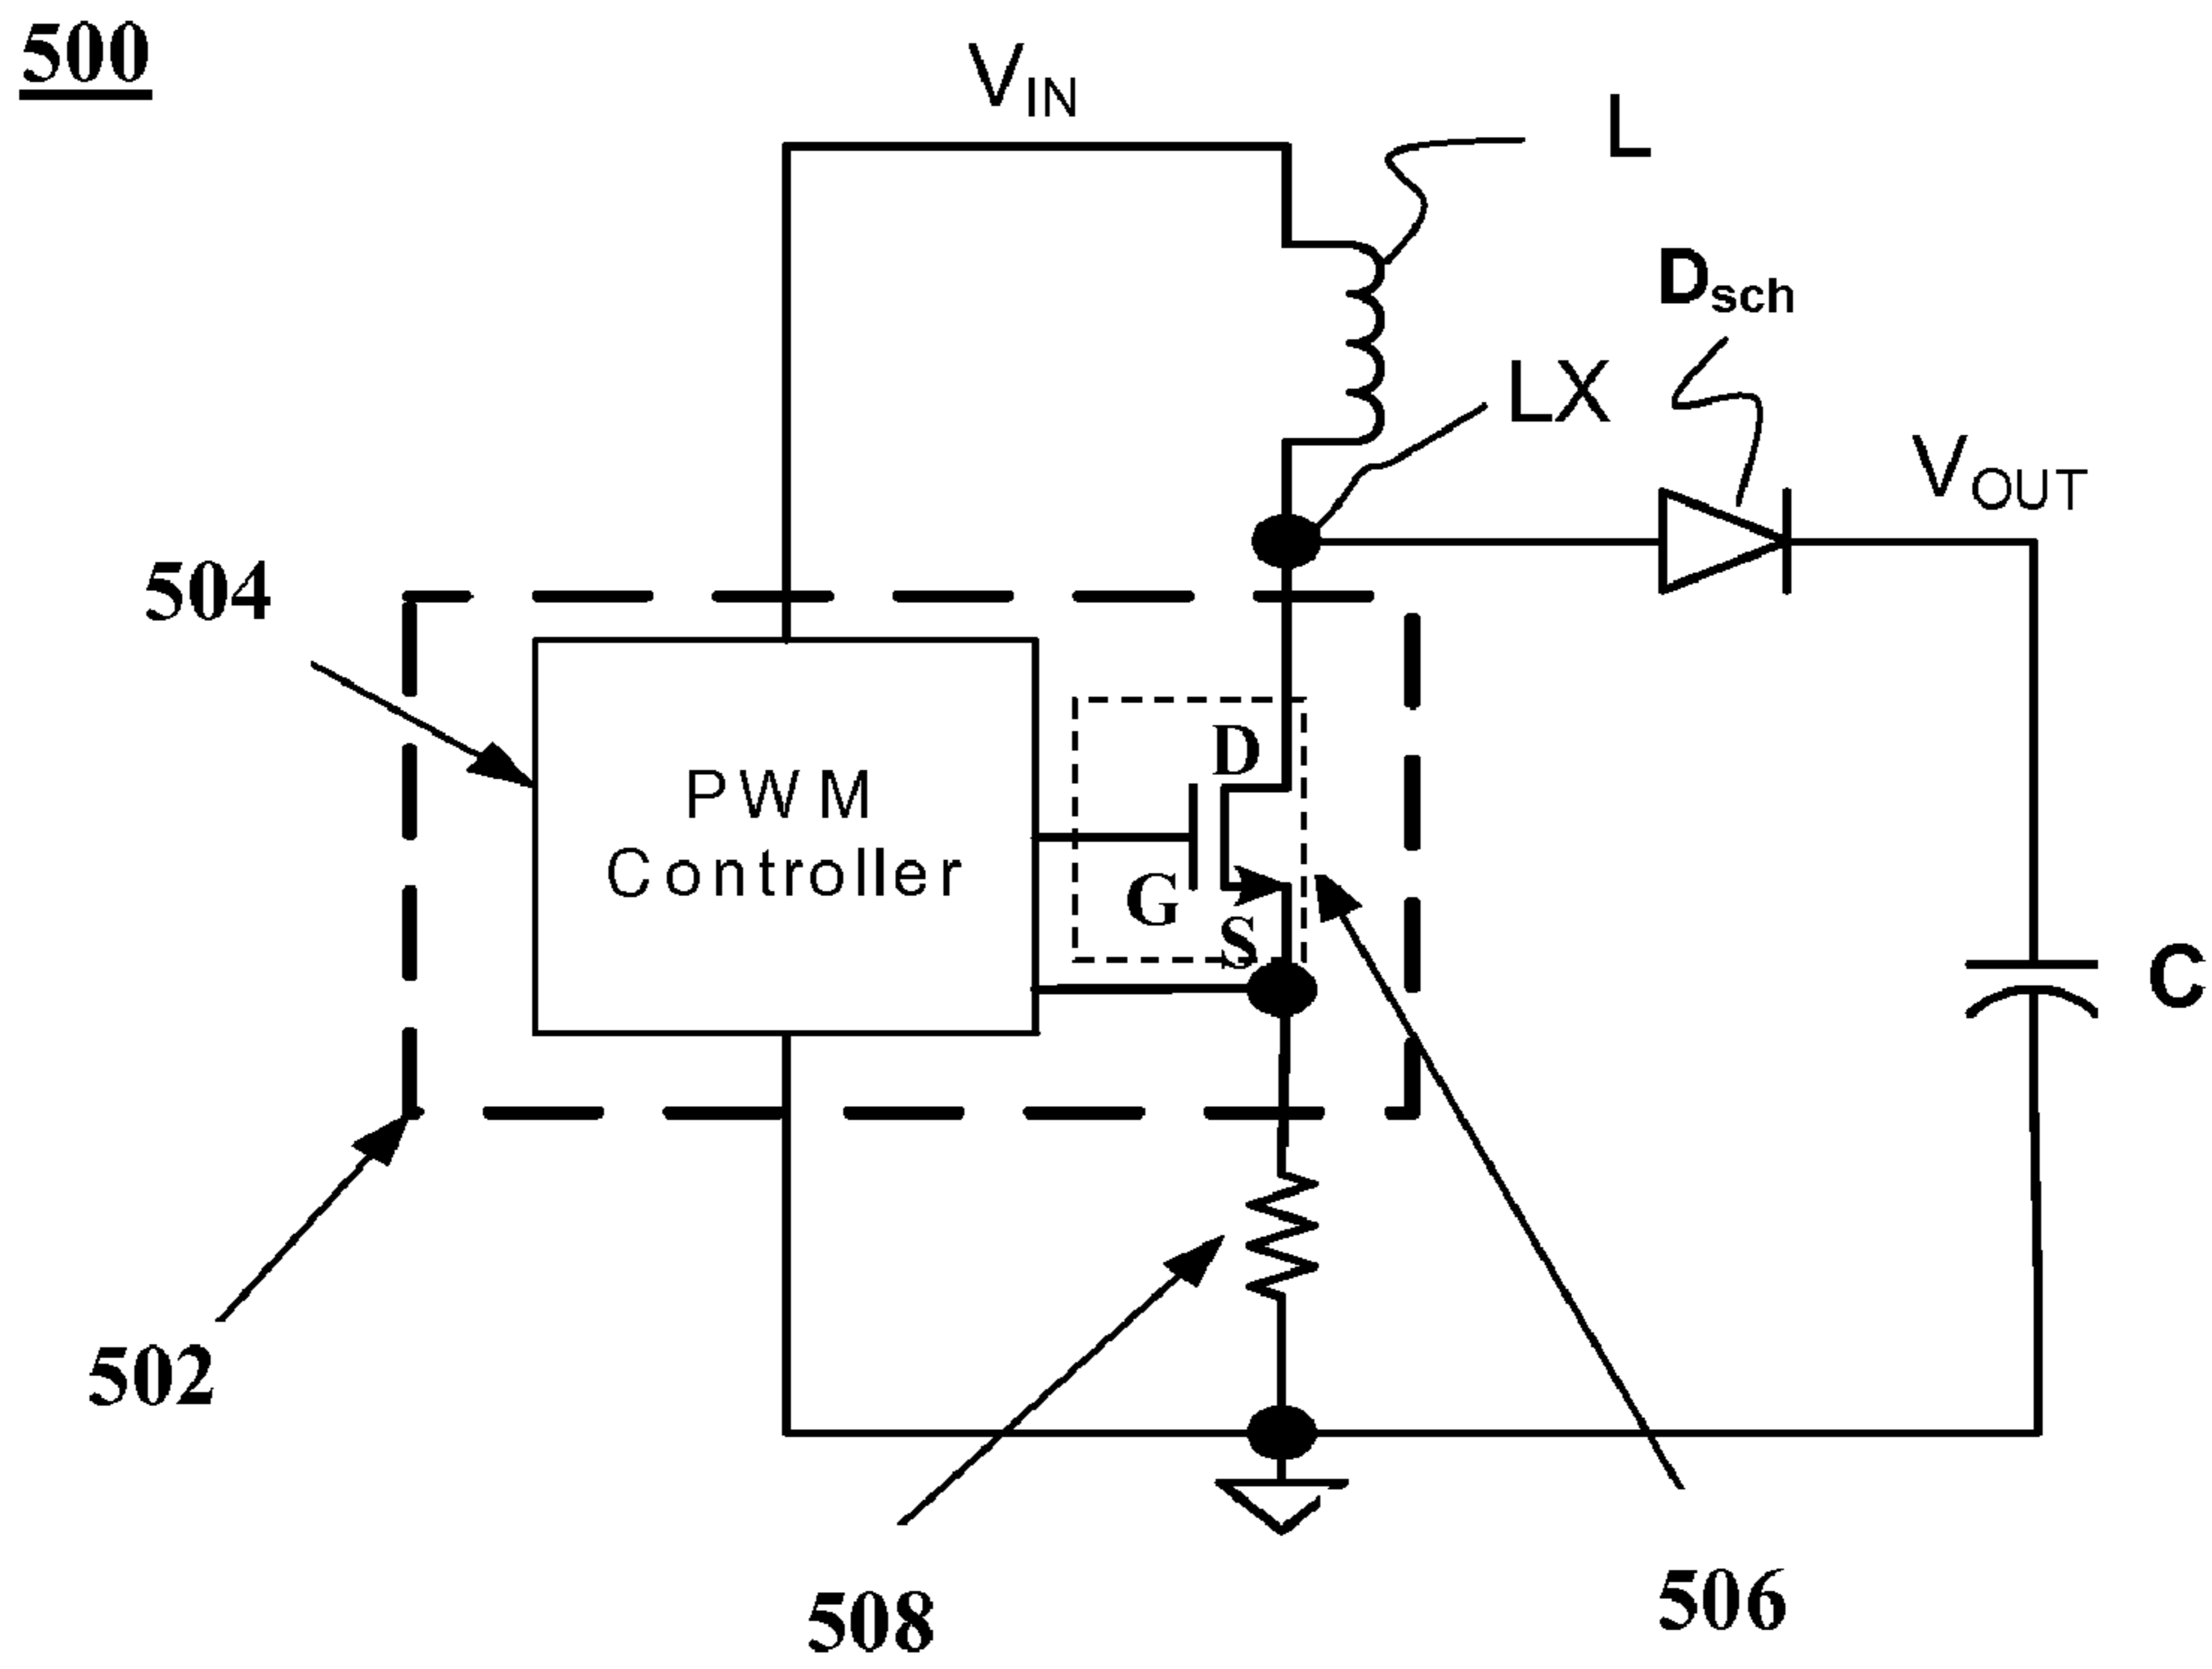 500
VIN
L
Dsch
LX
VOUT
504
D
PWM
Controller
G
S
C
502
508
506